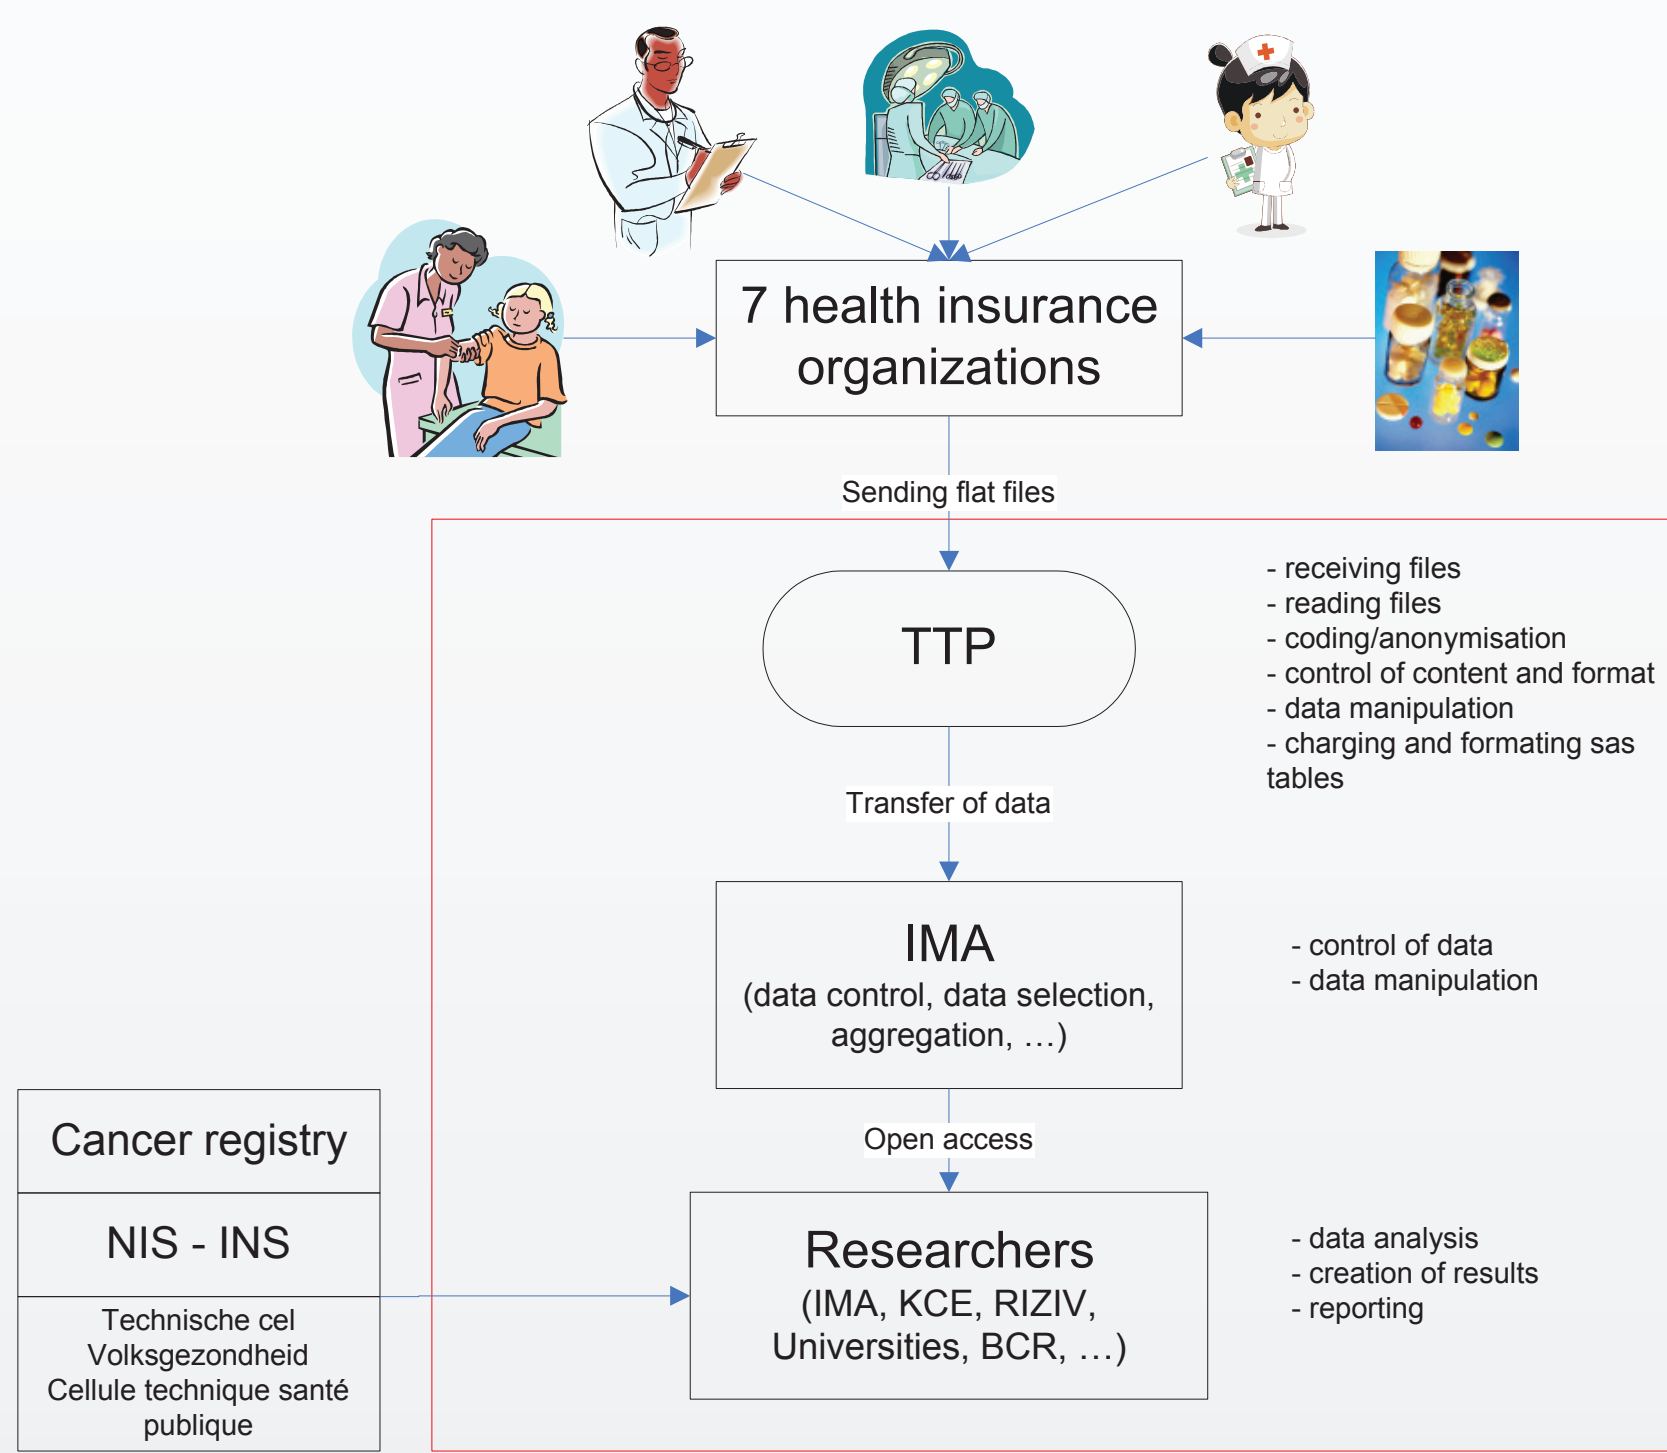 7 health insurance
organizations
Sending flat files
TTP
- receiving files
- reading files
- coding/anonymisation
- control of content and format
- data manipulation
- charging and formating sas
tables
Transfer of data
IMA
(data control, data selection,
aggregation, …)
- control of data
- data manipulation
Open access
Cancer registry
NIS - INS
Technische cel
Volksgezondheid
Cellule technique santé
publique
Researchers
(IMA, KCE, RIZIV,
Universities, BCR, …)
- data analysis
- creation of results
- reporting